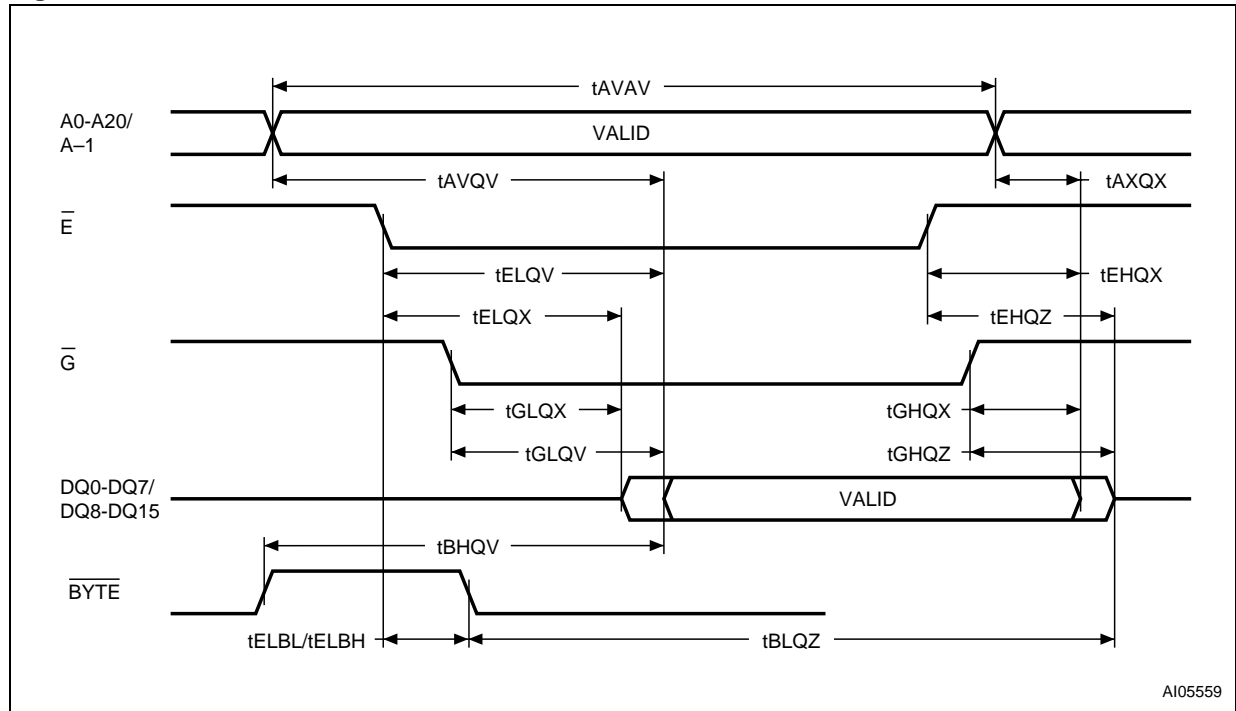 tAVAV
A0-A20/
A–1
VALID
tAVQV
tAXQX
E
tELQV
tEHQX
tELQX
tEHQZ
G
tGLQX
tGHQX
tGLQV
tGHQZ
DQ0-DQ7/
DQ8-DQ15
VALID
tBHQV
BYTE
tELBL/tELBH
tBLQZ
AI05559